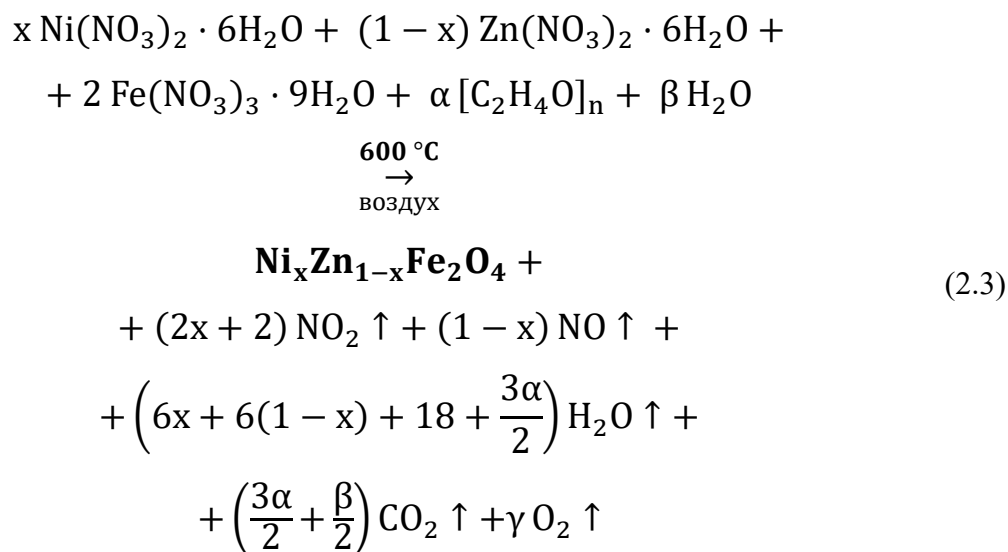 x Ni(NO₃)₂ · 6H₂O + (1 − x) Zn(NO₃)₂ · 6H₂O +
+ 2 Fe(NO₃)₃ · 9H₂O + α [C₂H₄O]ₙ + β H₂O
600 °C
→
воздух
NiₓZn₁₋ₓFe₂O₄ +
(2.3)
+ (2x + 2) NO₂ ↑ + (1 − x) NO ↑ +
+ (6x + 6(1 − x) + 18 + 3α/2) H₂O ↑ +
+ (3α/2 + β/2) CO₂ ↑ +γ O₂ ↑